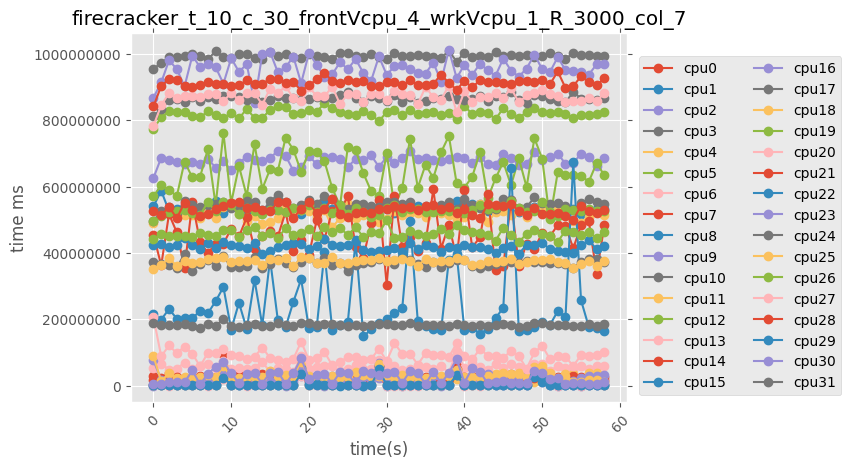 firecracker_t_10_c_30_frontVcpu_4_wrkVcpu_1_R_3000_col_7
1000000000
800000000
600000000
400000000
200000000
0
time ms
0 10 20 30 40 50 60
time(s)
cpu0 cpu16
cpu1 cpu17
cpu2 cpu18
cpu3 cpu19
cpu4 cpu20
cpu5 cpu21
cpu6 cpu22
cpu7 cpu23
cpu8 cpu24
cpu9 cpu25
cpu10 cpu26
cpu11 cpu27
cpu12 cpu28
cpu13 cpu29
cpu14 cpu30
cpu15 cpu31